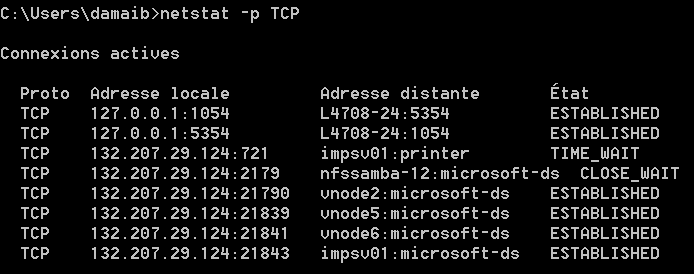 C:\Users\damaib>netstat -p TCP
Connexions actives
Proto  Adresse locale         Adresse distante       État
TCP    127.0.0.1:1054         L4708-24:5354          ESTABLISHED
TCP    127.0.0.1:5354         L4708-24:1054          ESTABLISHED
TCP    132.207.29.124:721     impsv01:printer        TIME_WAIT
TCP    132.207.29.124:2179    nfssamba-12:microsoft-ds  CLOSE_WAIT
TCP    132.207.29.124:21790   vnode2:microsoft-ds    ESTABLISHED
TCP    132.207.29.124:21839   vnode5:microsoft-ds    ESTABLISHED
TCP    132.207.29.124:21841   vnode6:microsoft-ds    ESTABLISHED
TCP    132.207.29.124:21843   impsv01:microsoft-ds   ESTABLISHED